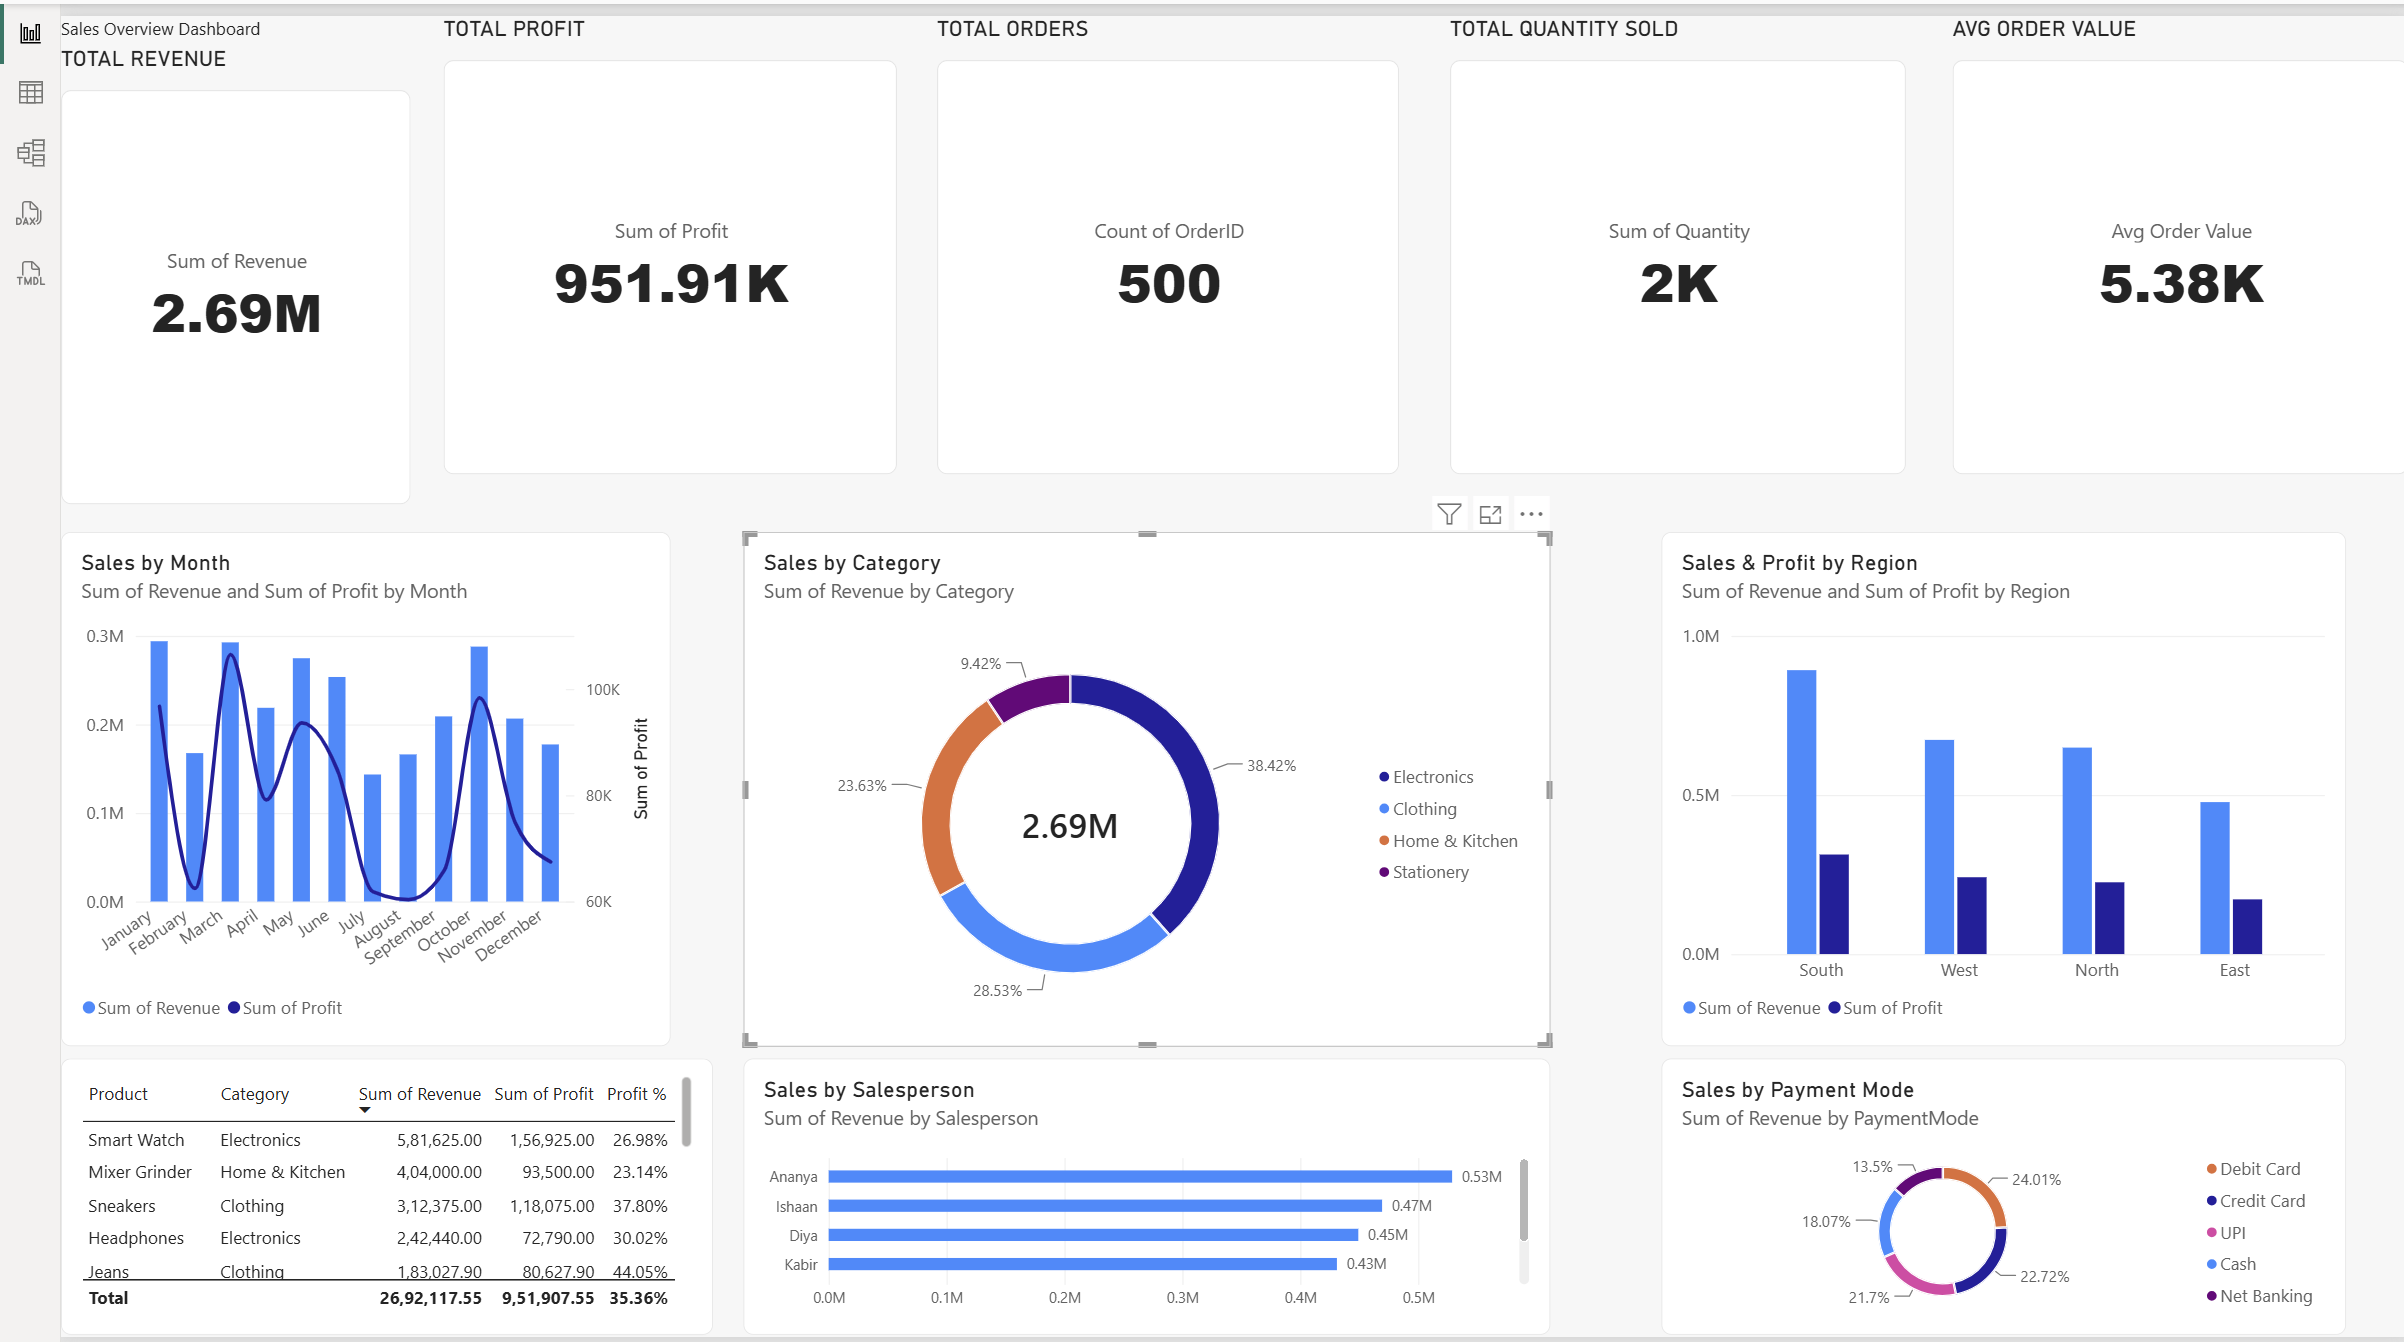 Sales Overview Dashboard
TOTAL REVENUE
Sum of Revenue
2.69M
TOTAL PROFIT
Sum of Profit
951.91K
TOTAL ORDERS
Count of OrderID
500
TOTAL QUANTITY SOLD
Sum of Quantity
2K
AVG ORDER VALUE
Avg Order Value
5.38K
DAX
TMDL
Sales by Month
Sum of Revenue and Sum of Profit by Month
0.3M
0.2M
0.1M
0.0M
100K
80K
60K
Sum of Profit
January
February
March
April
May
June
July
August
September
October
November
December
Sum of Revenue
Sum of Profit
Sales by Category
Sum of Revenue by Category
9.42%
38.42%
23.63%
28.53%
2.69M
Electronics
Clothing
Home & Kitchen
Stationery
Sales & Profit by Region
Sum of Revenue and Sum of Profit by Region
1.0M
0.5M
0.0M
South
West
North
East
Sum of Revenue
Sum of Profit
Product Category Sum of Revenue Sum of Profit Profit %
Smart Watch Electronics 5,81,625.00 1,56,925.00 26.98%
Mixer Grinder Home & Kitchen 4,04,000.00 93,500.00 23.14%
Sneakers Clothing 3,12,375.00 1,18,075.00 37.80%
Headphones Electronics 2,42,440.00 72,790.00 30.02%
Jeans Clothing 1,83,027.90 80,627.90 44.05%
Total 26,92,117.55 9,51,907.55 35.36%
Sales by Salesperson
Sum of Revenue by Salesperson
Ananya 0.53M
Ishaan 0.47M
Diya 0.45M
Kabir 0.43M
0.0M 0.1M 0.2M 0.3M 0.4M 0.5M
Sales by Payment Mode
Sum of Revenue by PaymentMode
13.5%
24.01%
18.07%
22.72%
21.7%
Debit Card
Credit Card
UPI
Cash
Net Banking